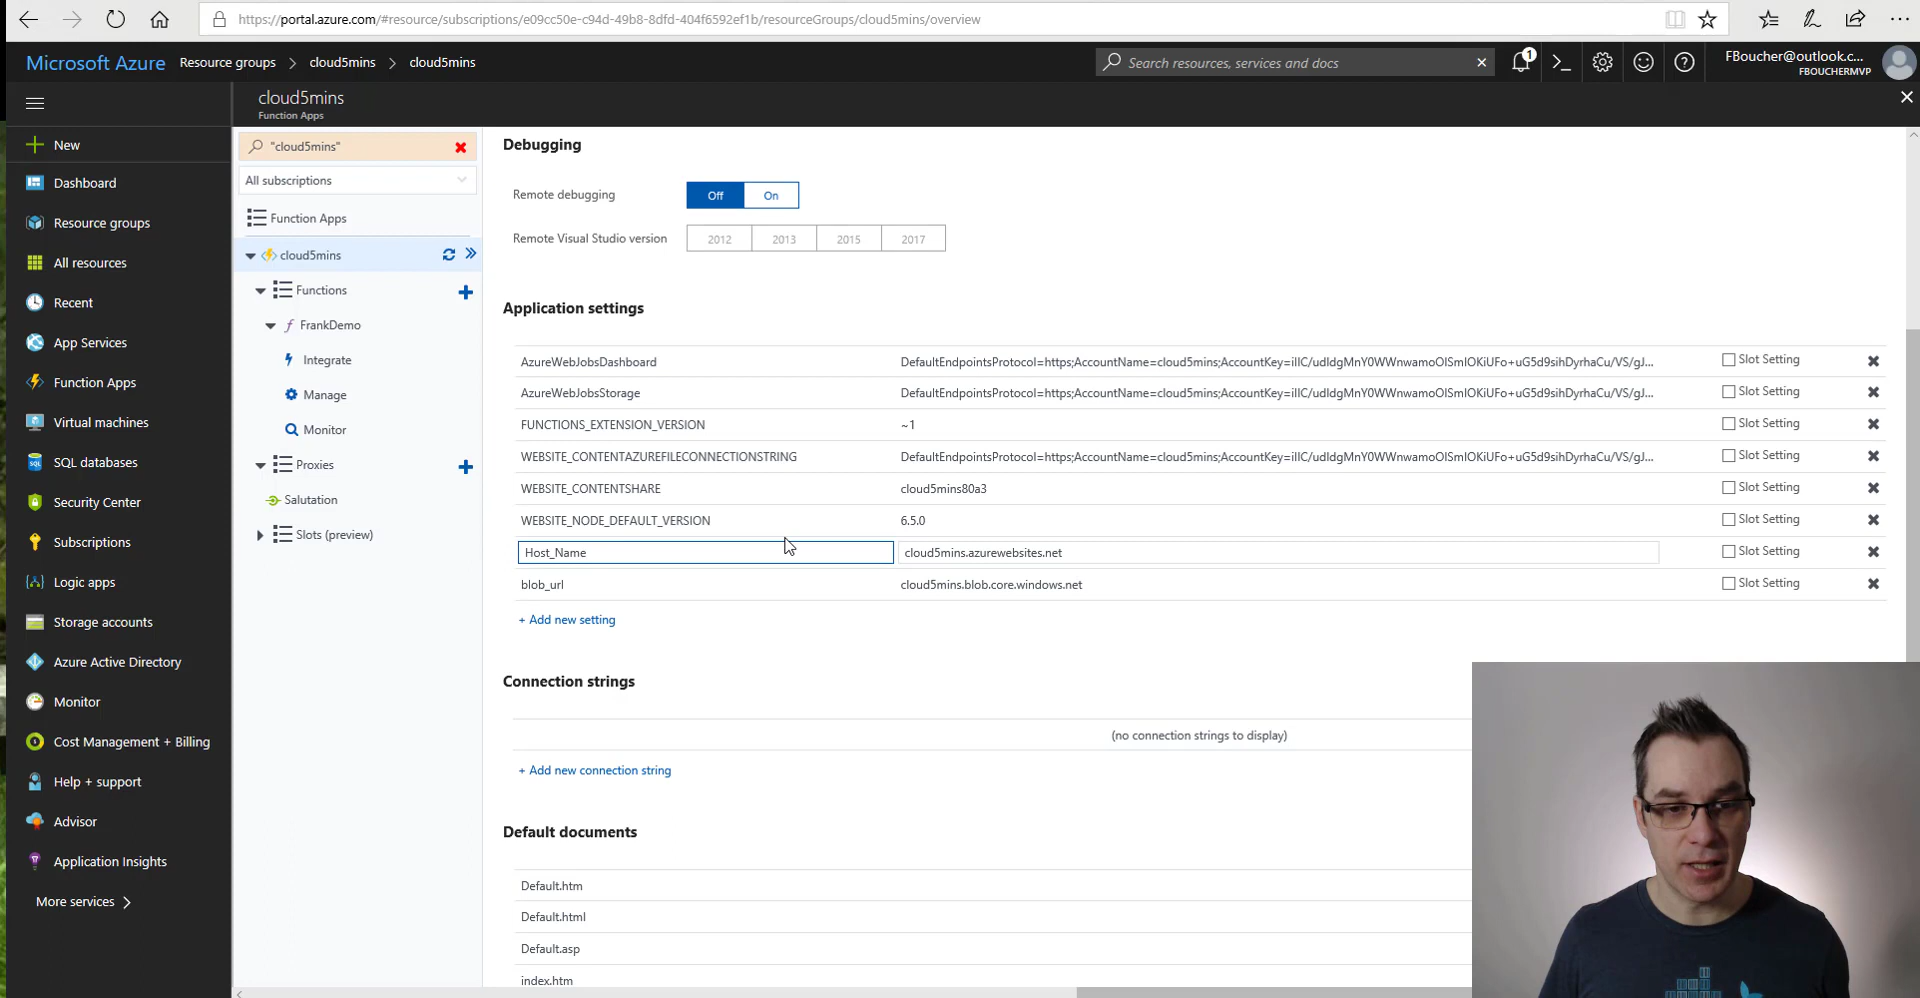 https://portal.azure.com/#resource/subscriptions/e09cc50e-c94d-49b8-8dfd-404f6592ef1b/resourceGroups/cloud5mins/overview
Microsoft Azure Resource groups > cloud5mins > cloud5mins
Search resources, services and docs
1
FBoucher@outlook.c...
FBOUCHERMVP
cloud5mins
Function Apps
New
Dashboard
Resource groups
All resources
Recent
App Services
Function Apps
Virtual machines
SQL databases
Security Center
Subscriptions
Logic apps
Storage accounts
Azure Active Directory
Monitor
Cost Management + Billing
Help + support
Advisor
Application Insights
More services >
"cloud5mins"
All subscriptions
Function Apps
cloud5mins
Functions
FrankDemo
Integrate
Manage
Monitor
Proxies
Salutation
Slots (preview)
Debugging
Remote debugging Off On
Remote Visual Studio version 2012 2013 2015 2017
Application settings
AzureWebJobsDashboard DefaultEndpointsProtocol=https;AccountName=cloud5mins;AccountKey=ilIC/udIdgMnY0WWnwamoOlSmIOKiUFo+uG5d9sihDyrhaCu/VS/gJ... Slot Setting
AzureWebJobsStorage DefaultEndpointsProtocol=https;AccountName=cloud5mins;AccountKey=ilIC/udIdgMnY0WWnwamoOlSmIOKiUFo+uG5d9sihDyrhaCu/VS/gJ... Slot Setting
FUNCTIONS_EXTENSION_VERSION ~1 Slot Setting
WEBSITE_CONTENTAZUREFILECONNECTIONSTRING DefaultEndpointsProtocol=https;AccountName=cloud5mins;AccountKey=ilIC/udIdgMnY0WWnwamoOlSmIOKiUFo+uG5d9sihDyrhaCu/VS/gJ... Slot Setting
WEBSITE_CONTENTSHARE cloud5mins80a3 Slot Setting
WEBSITE_NODE_DEFAULT_VERSION 6.5.0 Slot Setting
Host_Name cloud5mins.azurewebsites.net Slot Setting
blob_url cloud5mins.blob.core.windows.net Slot Setting
+ Add new setting
Connection strings
(no connection strings to display)
+ Add new connection string
Default documents
Default.htm
Default.html
Default.asp
index.htm